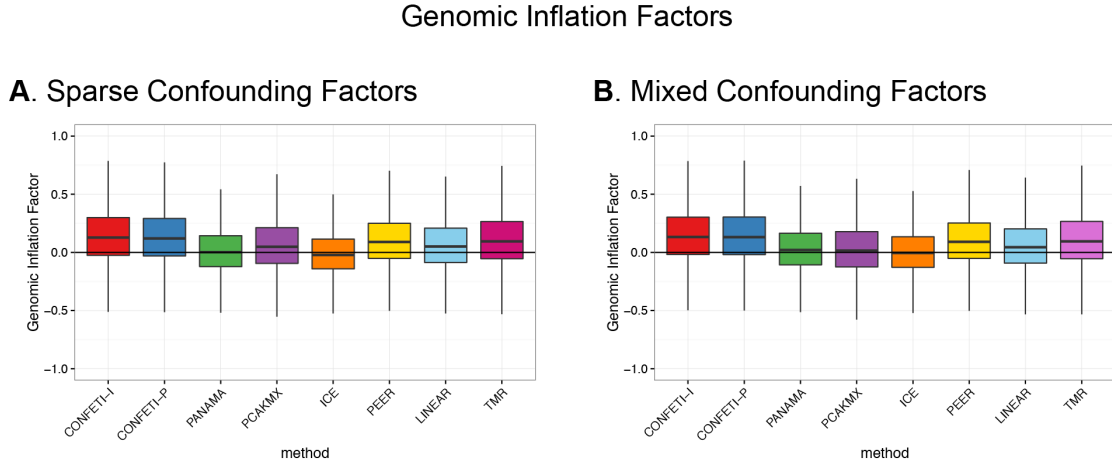 Genomic Inflation Factors
A. Sparse Confounding Factors
Genomic Inflation Factor
1.0
0.5
0.0
−0.5
−1.0
CONFETI−I
CONFETI−P
PANAMA
PCAKMX
ICE
PEER
LINEAR
TMR
method
B. Mixed Confounding Factors
Genomic Inflation Factor
1.0
0.5
0.0
−0.5
−1.0
CONFETI−I
CONFETI−P
PANAMA
PCAKMX
ICE
PEER
LINEAR
TMR
method